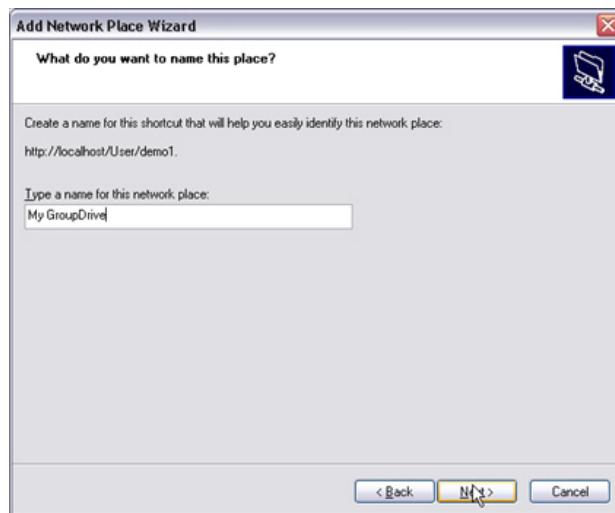 Add Network Place Wizard
What do you want to name this place?
Create a name for this shortcut that will help you easily identify this network place:
http://localhost/User/demo1.
Type a name for this network place:
My GroupDrive
< Back Next > Cancel